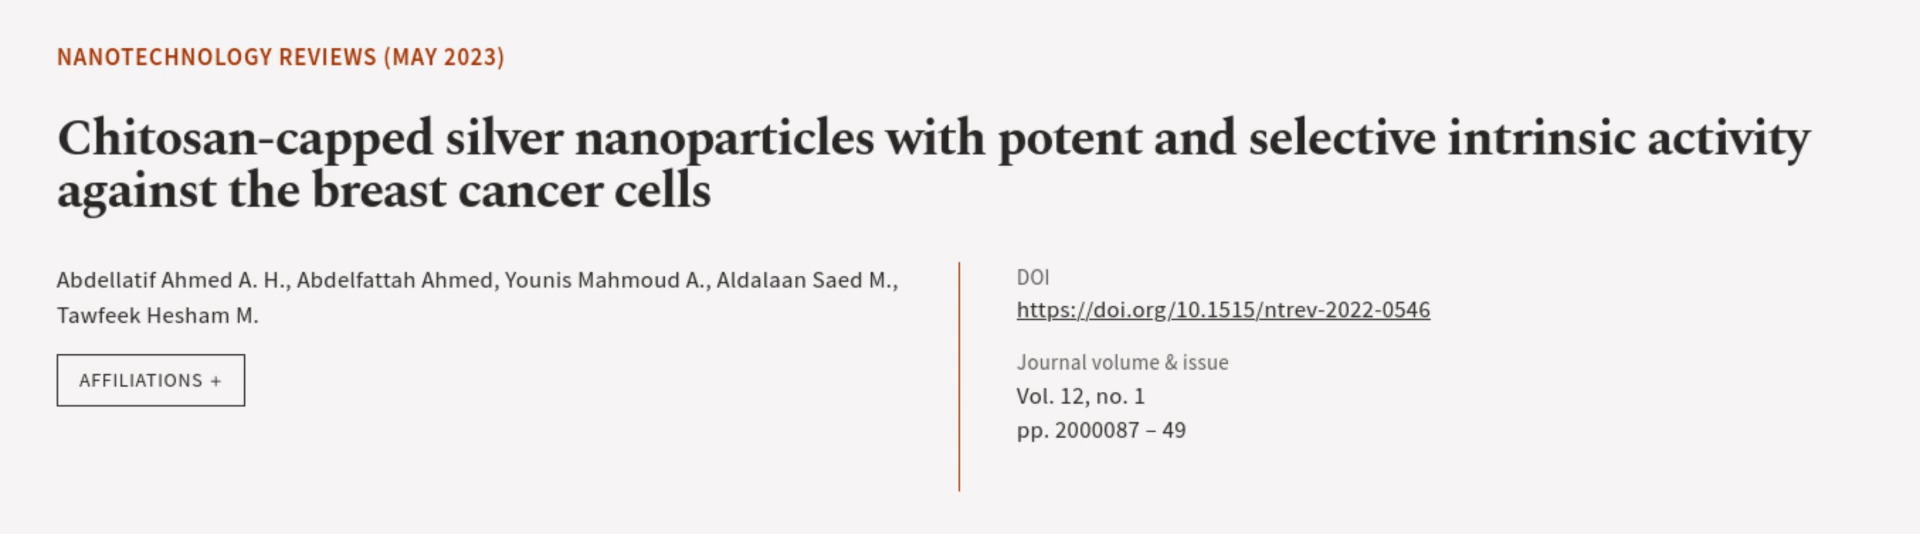 NANOTECHNOLOGY REVIEWS (MAY 2023)
Chitosan-capped silver nanoparticles with potent and selective intrinsic activity
against the breast cancer cells
Abdellatif Ahmed A. H., Abdelfattah Ahmed, Younis Mahmoud A., Aldalaan Saed M.,
Tawfeek Hesham M.
AFFILIATIONS +
DOI
https://doi.org/10.1515/ntrev-2022-0546
Journal volume & issue
Vol. 12, no. 1
pp. 2000087 – 49